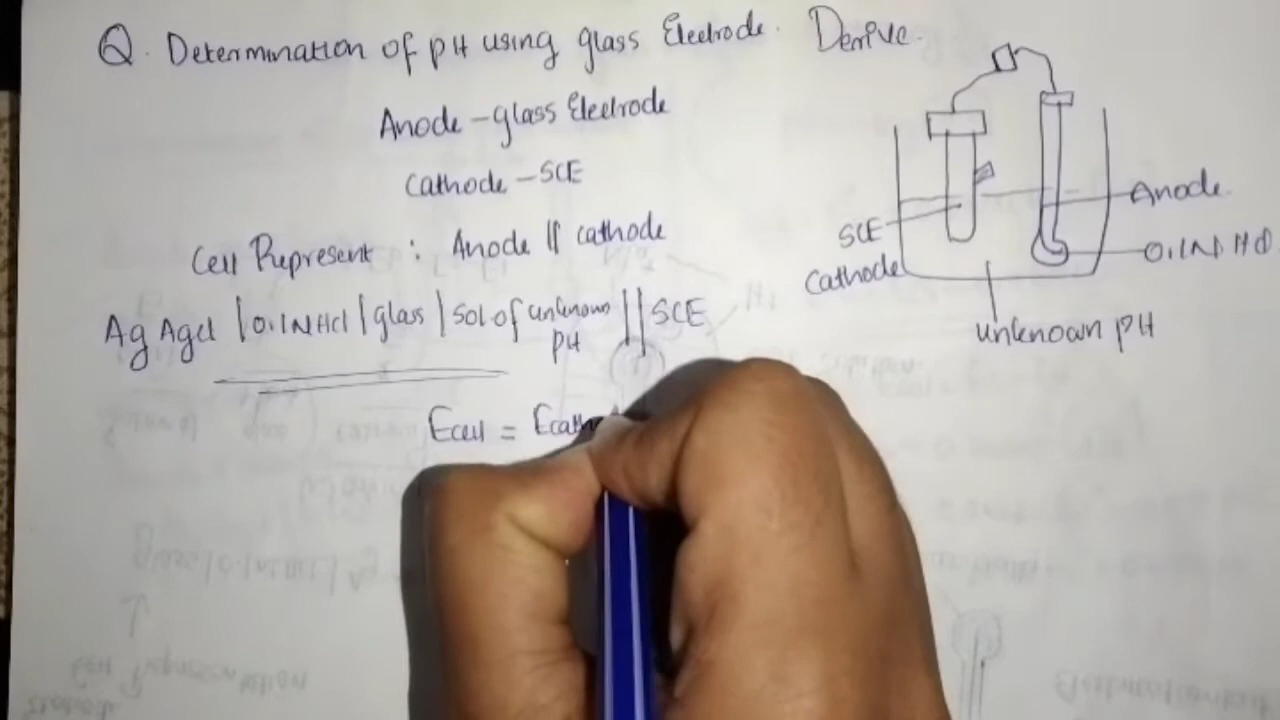 Q. Determination of pH using glass Electrode. Derive.
Anode - glass Electrode
Cathode - SCE
Cell Represent : Anode || cathode
Ag Agcl | 0.1N Hcl | glass | Sol of unknown pH || SCE
Ecell =
SCE
Cathode
Anode
0.1N HCl
unknown pH